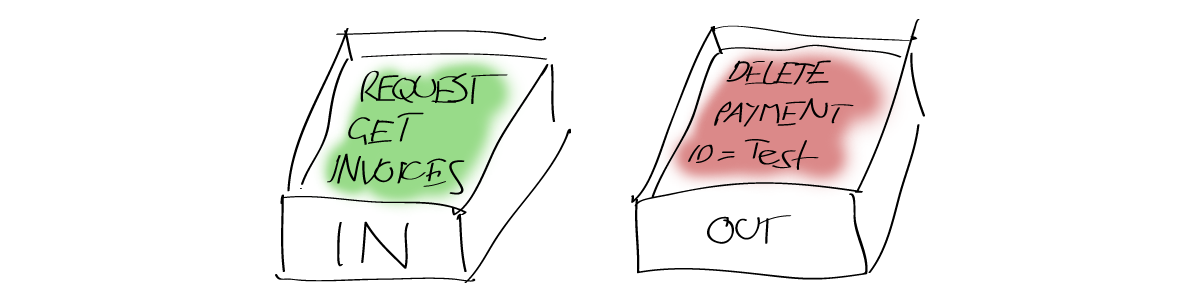 REQUEST
GET
INVOICES
IN
DELETE
PAYMENT
ID = Test
OUT